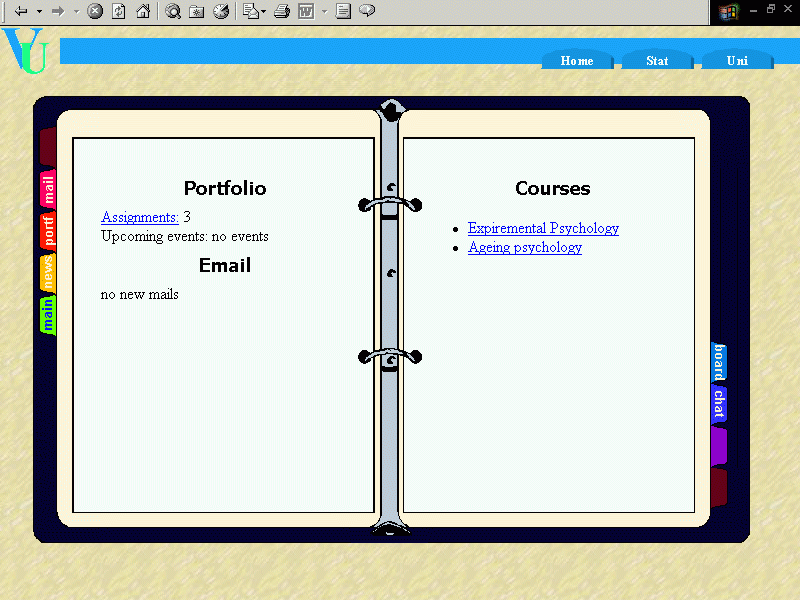 VU
Home Stat Uni
mail
portf
news
main
Portfolio
Assignments: 3
Upcoming events: no events
Email
no new mails
Courses
Expiremental Psychology
Ageing psychology
board
chat